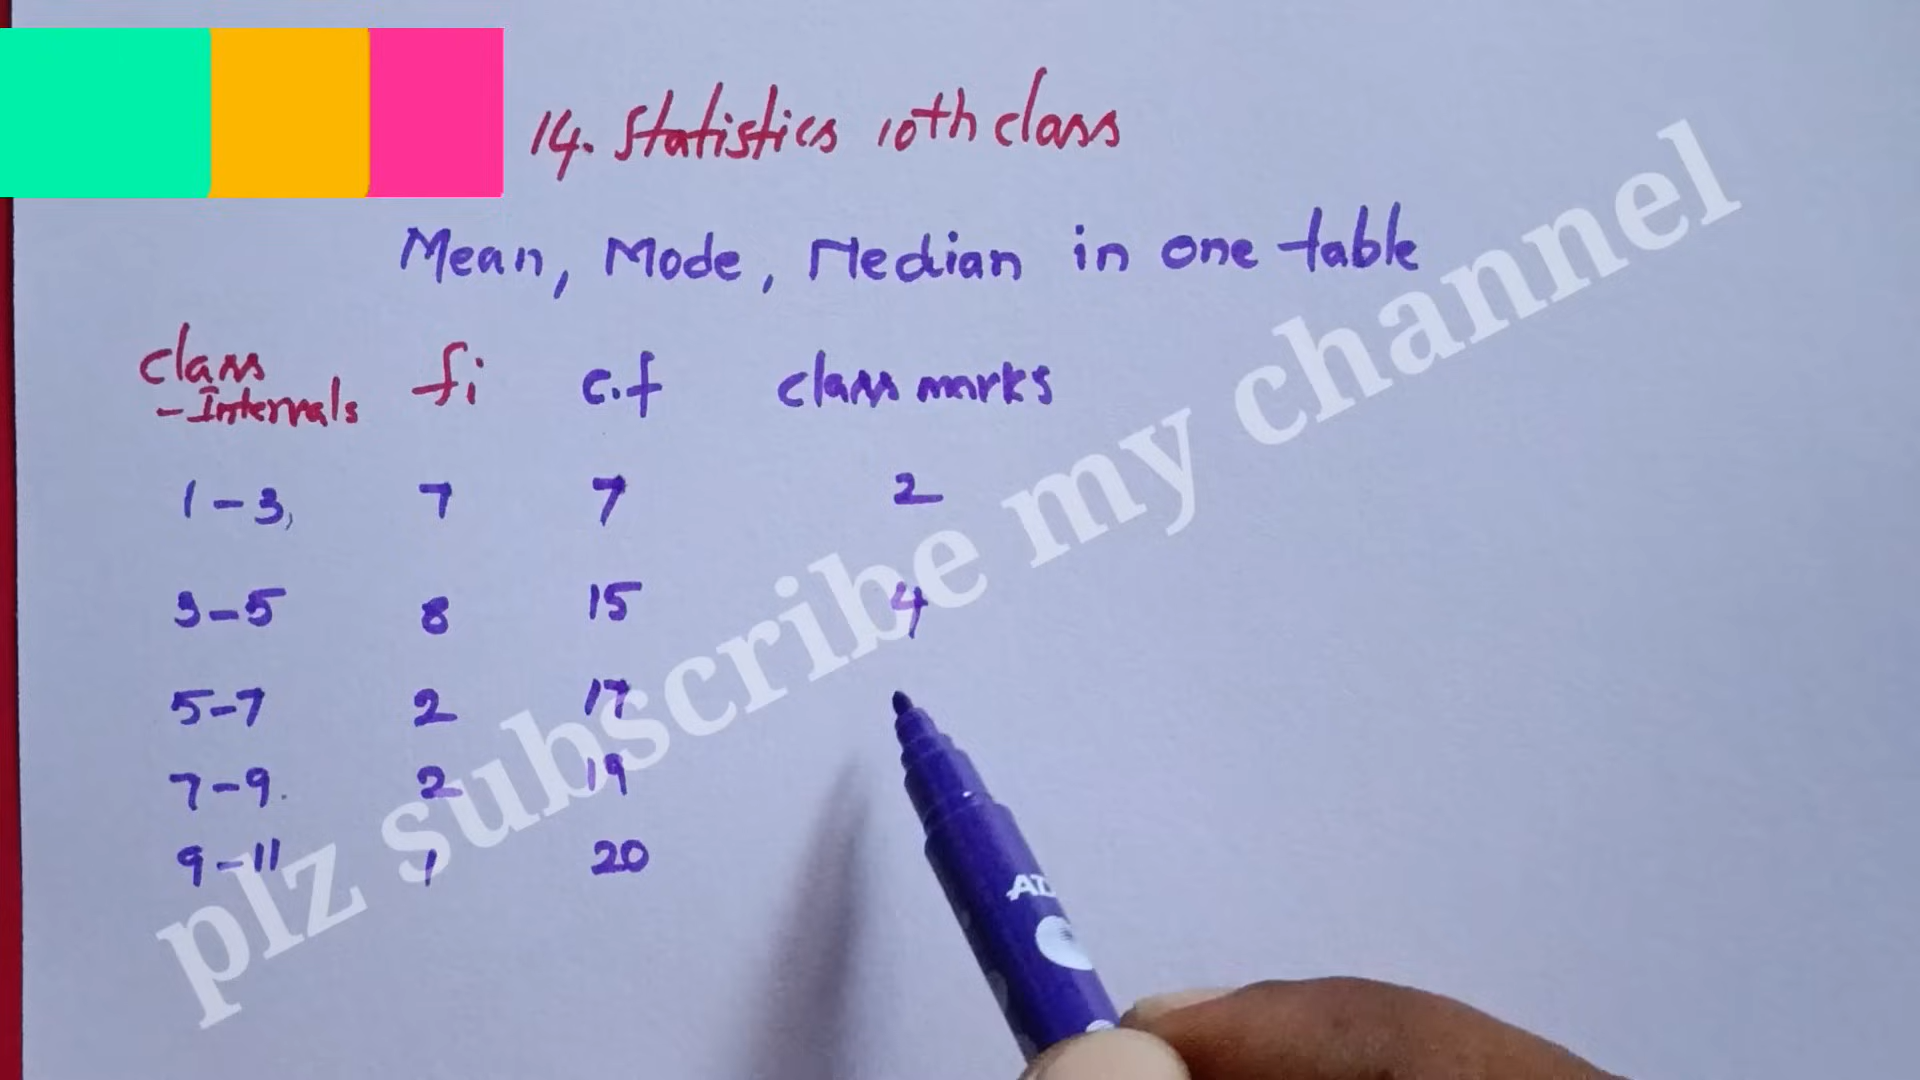 14. Statistics 10th class
Mean, Mode, Median in one table
class fi c.f class marks
- Intervals
1-3, 7 7 2
3-5 8 15 4
5-7 2 17
7-9. 2 19
9-11 1 20
plz subscribe my channel